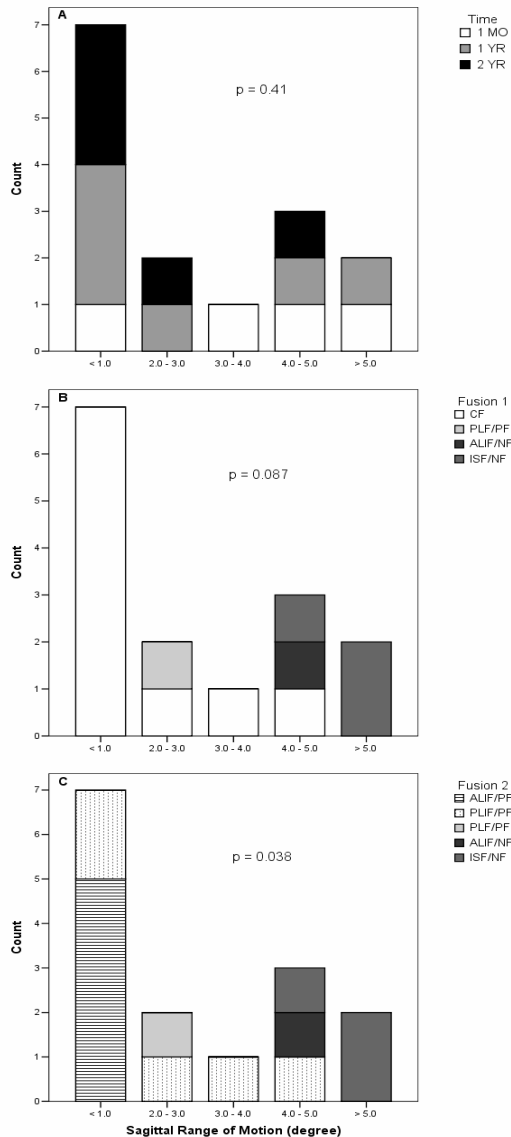 A
Time
1 MO
1 YR
2 YR
p = 0.41
Count
7
6
5
4
3
2
1
0
< 1.0 2.0 - 3.0 3.0 - 4.0 4.0 - 5.0 > 5.0
B
Fusion 1
CF
PLF/PF
ALIF/NF
ISF/NF
p = 0.087
Count
7
6
5
4
3
2
1
0
< 1.0 2.0 - 3.0 3.0 - 4.0 4.0 - 5.0 > 5.0
C
Fusion 2
ALIF/PF
PLIF/PF
PLF/PF
ALIF/NF
ISF/NF
p = 0.038
Count
7
6
5
4
3
2
1
0
< 1.0 2.0 - 3.0 3.0 - 4.0 4.0 - 5.0 > 5.0
Sagittal Range of Motion (degree)